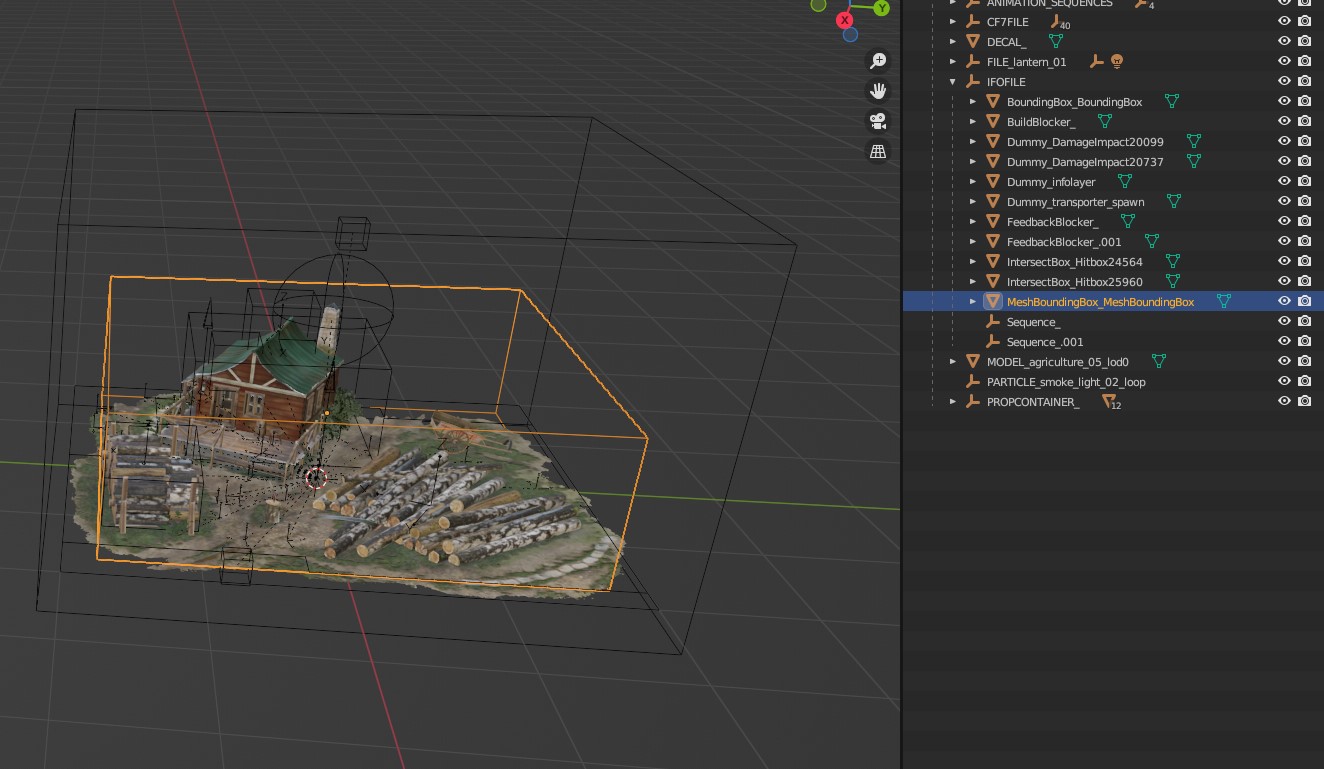 ANIMATION_SEQUENCES 4
Y
X
CF7FILE 40
DECAL_
FILE_lantern_01
IFOFILE
BoundingBox_BoundingBox
BuildBlocker_
Dummy_DamageImpact20099
Dummy_DamageImpact20737
Dummy_infolayer
Dummy_transporter_spawn
FeedbackBlocker_
FeedbackBlocker_.001
IntersectBox_Hitbox24564
IntersectBox_Hitbox25960
MeshBoundingBox_MeshBoundingBox
Sequence_
Sequence_.001
MODEL_agriculture_05_lod0
PARTICLE_smoke_light_02_loop
PROPCONTAINER_ 12